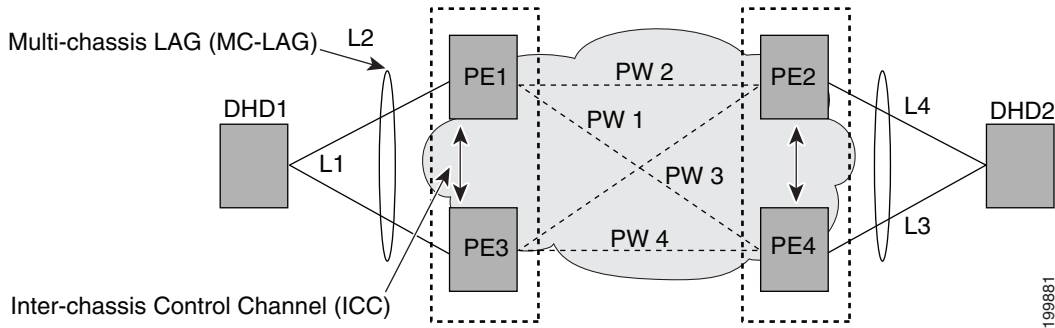 Multi-chassis LAG (MC-LAG)
L2
PE1
PW 2
PE2
DHD1
PW 1
L4
DHD2
L1
PW 3
PE3
PW 4
PE4
L3
Inter-chassis Control Channel (ICC)
199881